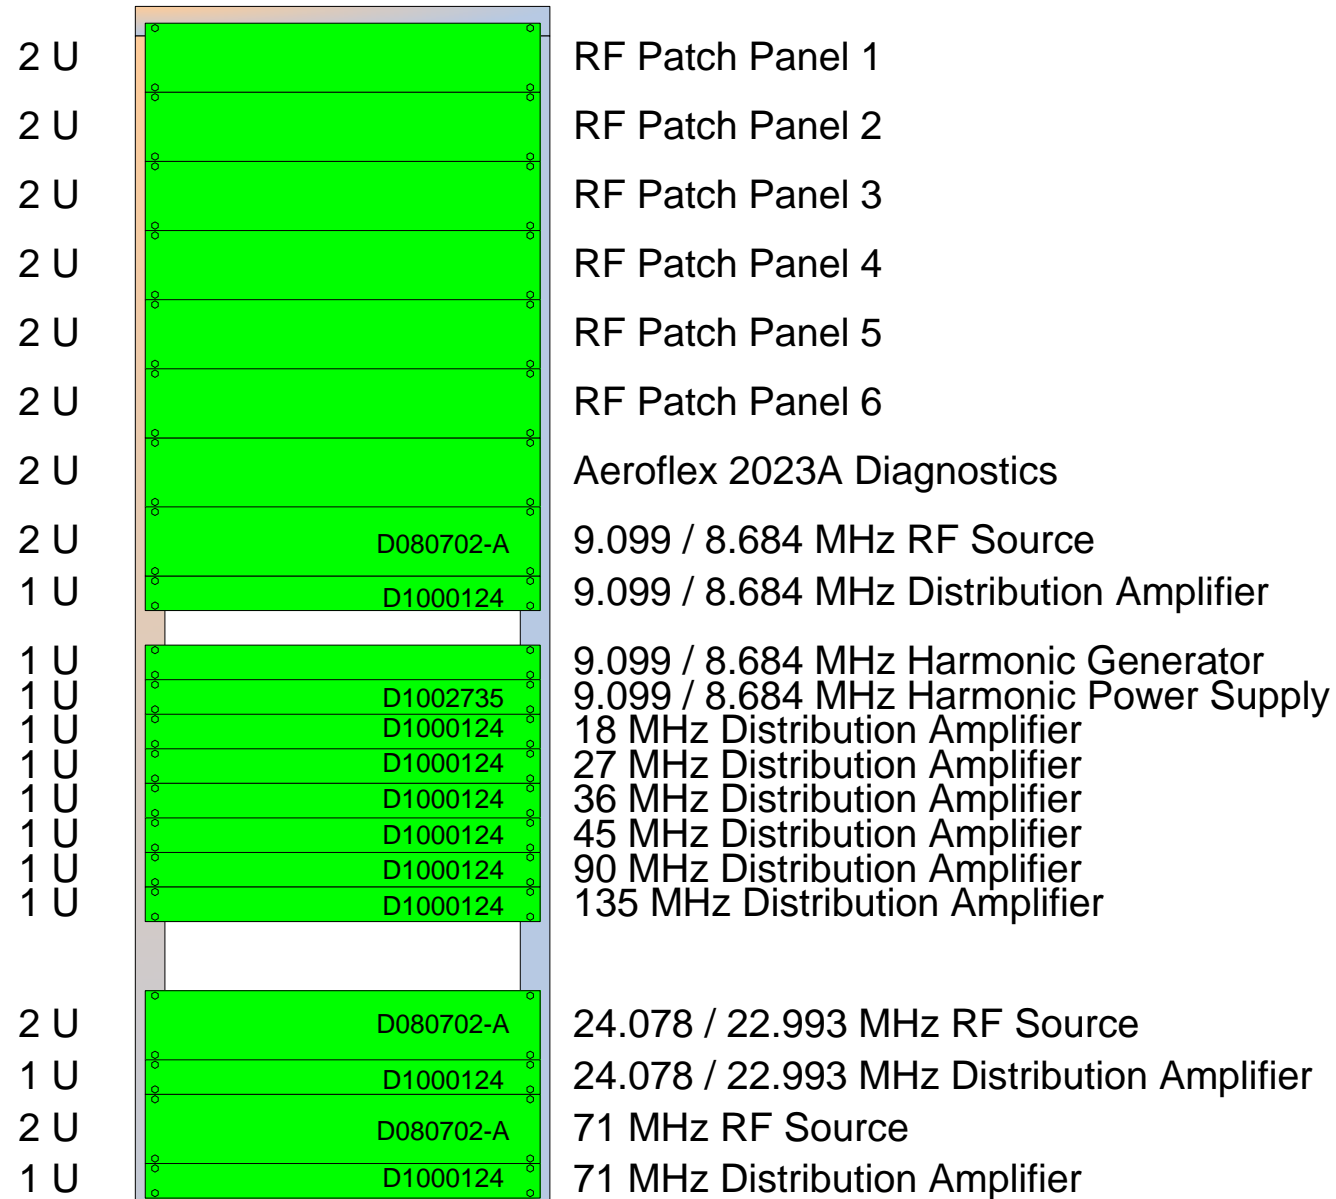 2 U RF Patch Panel 1
2 U RF Patch Panel 2
2 U RF Patch Panel 3
2 U RF Patch Panel 4
2 U RF Patch Panel 5
2 U RF Patch Panel 6
2 U Aeroflex 2023A Diagnostics
2 U D080702-A 9.099 / 8.684 MHz RF Source
1 U D1000124 9.099 / 8.684 MHz Distribution Amplifier
1 U 9.099 / 8.684 MHz Harmonic Generator
1 U D1002735 9.099 / 8.684 MHz Harmonic Power Supply
1 U D1000124 18 MHz Distribution Amplifier
1 U D1000124 27 MHz Distribution Amplifier
1 U D1000124 36 MHz Distribution Amplifier
1 U D1000124 45 MHz Distribution Amplifier
1 U D1000124 90 MHz Distribution Amplifier
1 U D1000124 135 MHz Distribution Amplifier
2 U D080702-A 24.078 / 22.993 MHz RF Source
1 U D1000124 24.078 / 22.993 MHz Distribution Amplifier
2 U D080702-A 71 MHz RF Source
1 U D1000124 71 MHz Distribution Amplifier